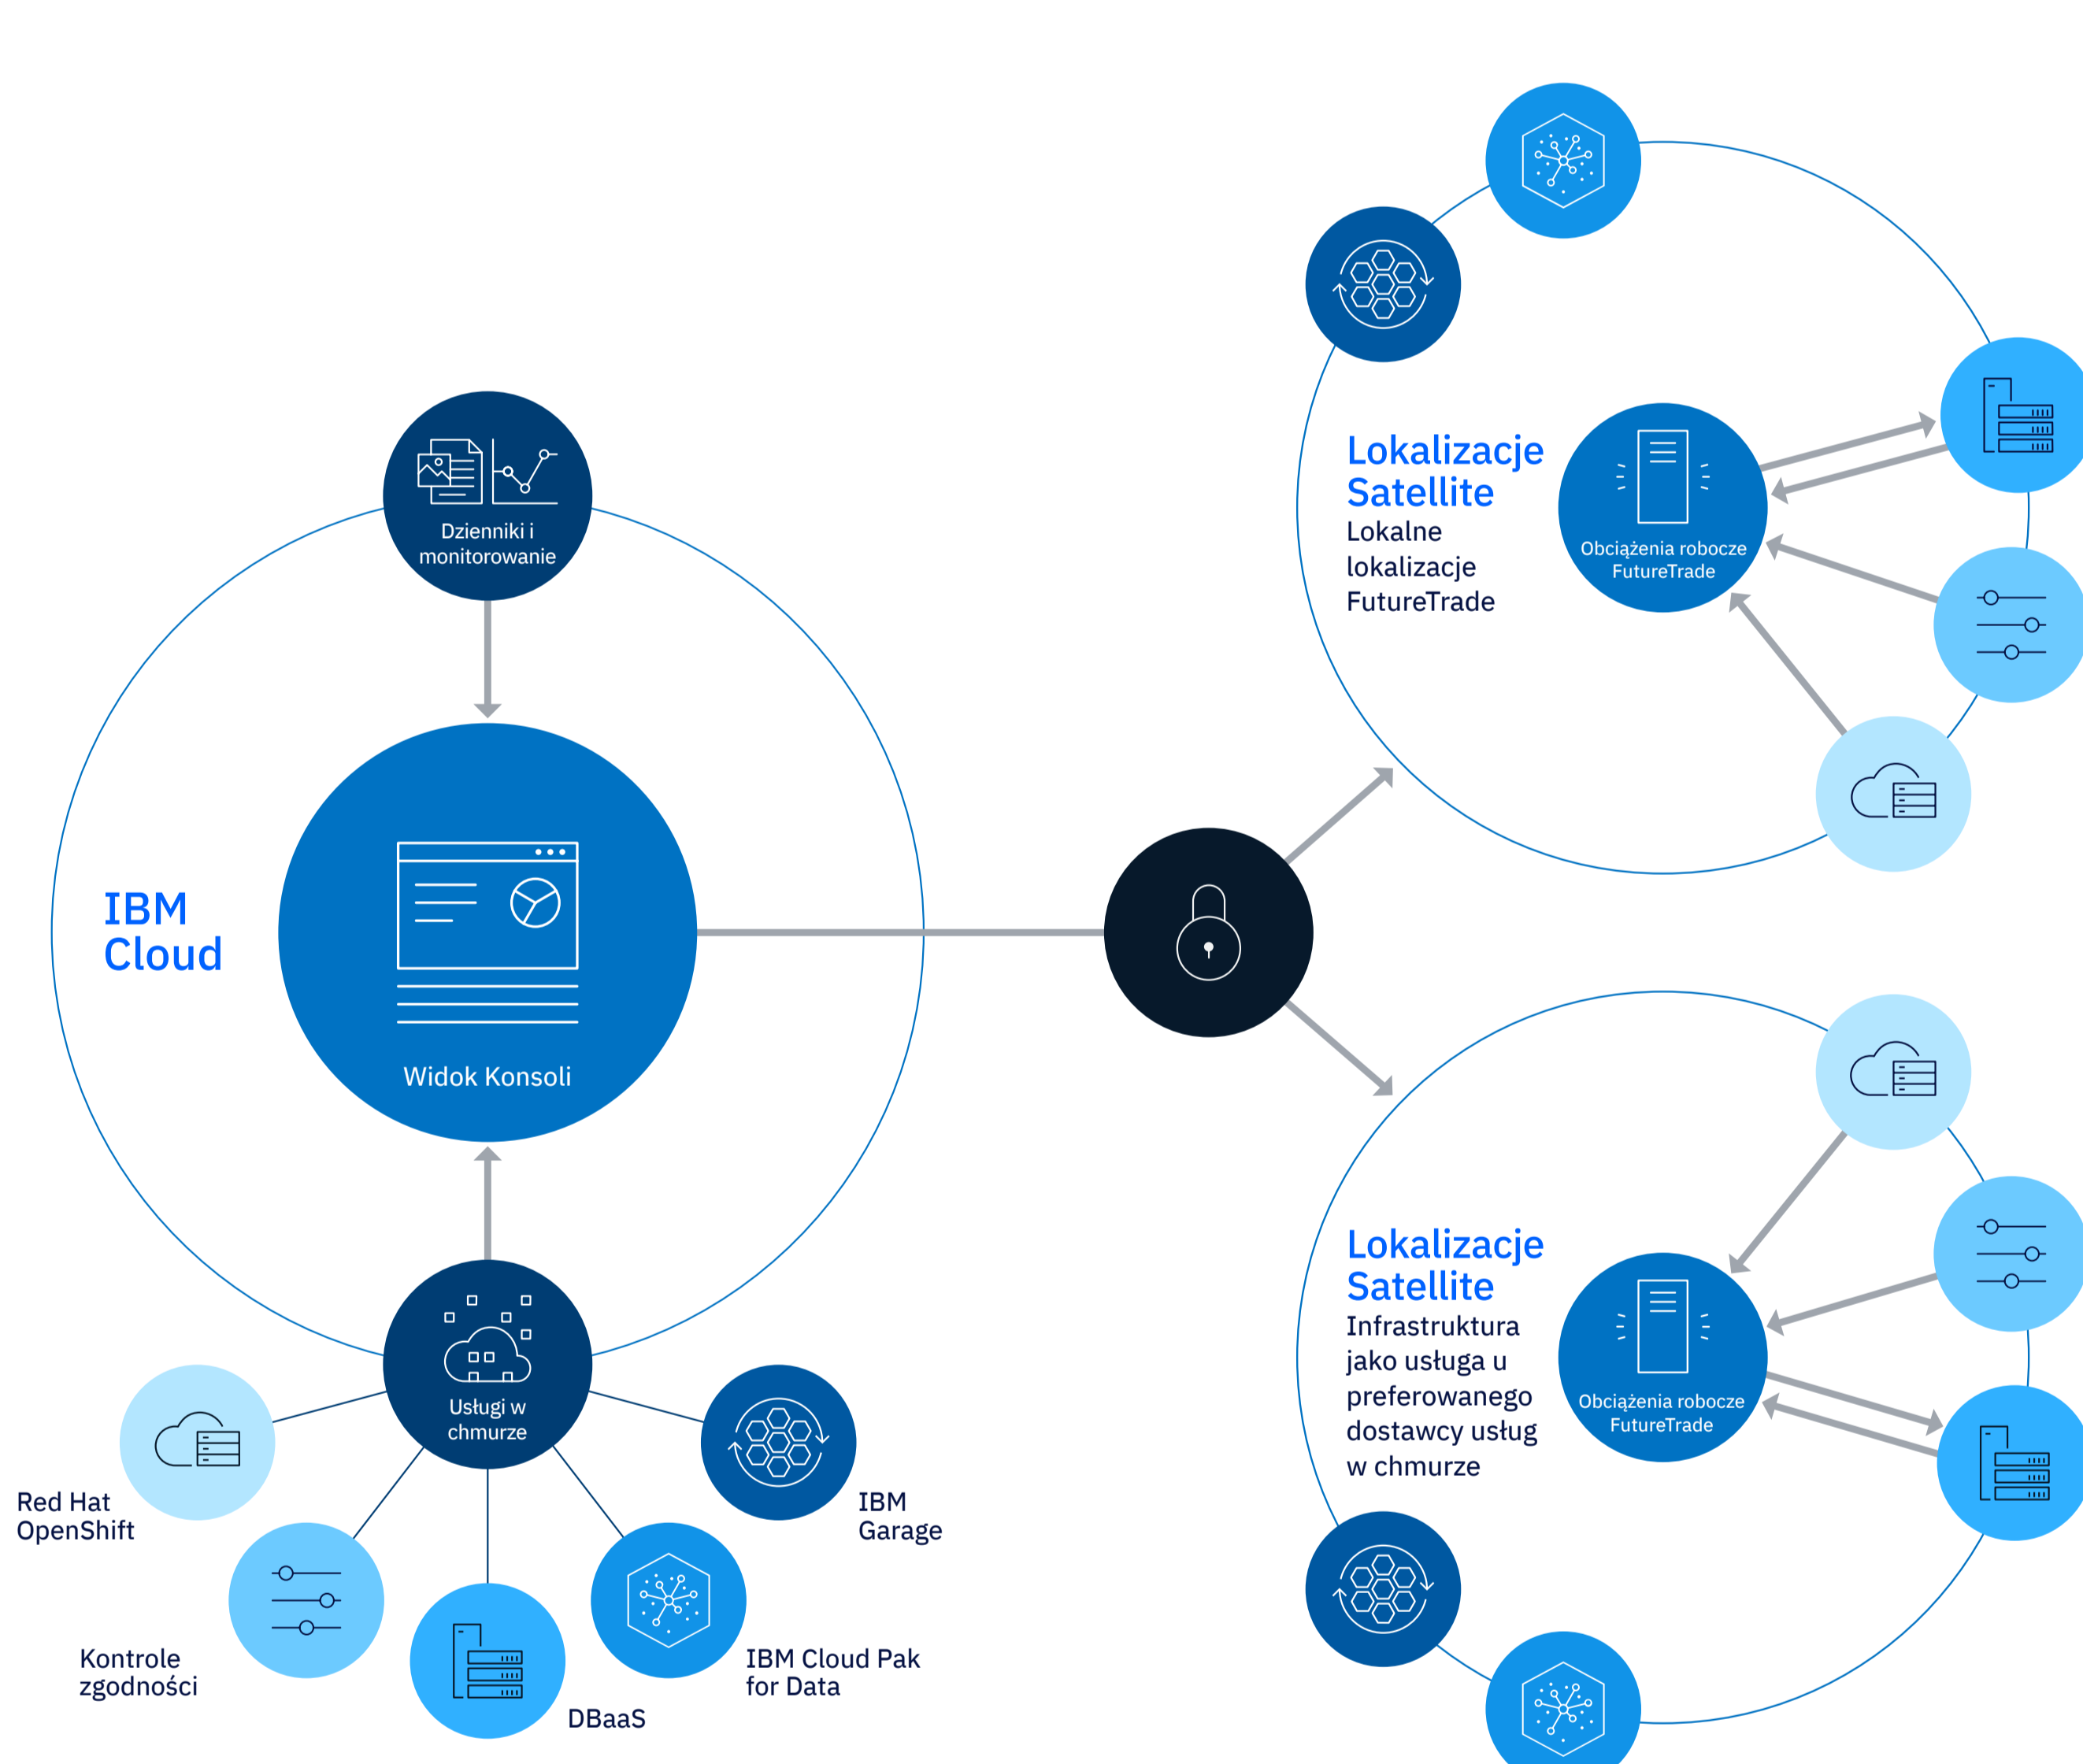 Dzienniki i
monitorowanie
IBM
Cloud
Widok Konsoli
Usługi w
chmurze
Red Hat
OpenShift
Kontrole
zgodności
DBaaS
IBM Cloud Pak
for Data
IBM
Garage
Lokalizacje
Satellite
Lokalne
lokalizacje
FutureTrade
Obciążenia robocze
FutureTrade
Lokalizacje
Satellite
Infrastruktura
jako usługa u
preferowanego
dostawcy usług
w chmurze
Obciążenia robocze
FutureTrade